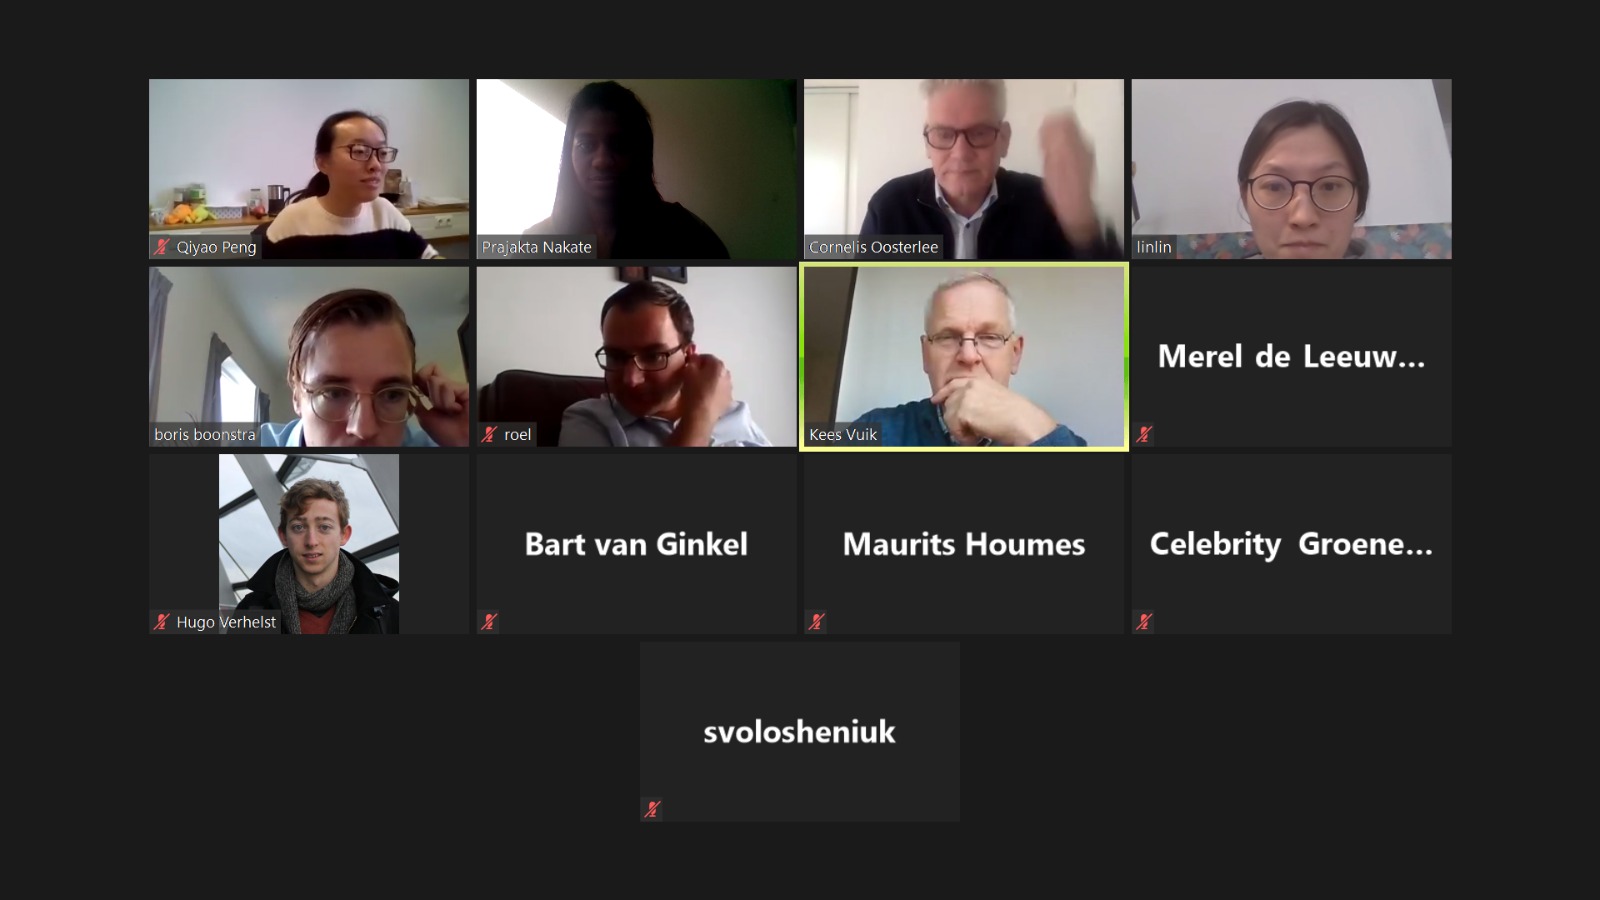 Qiyao Peng
Prajakta Nakate
Cornelis Oosterlee
linlin
boris boonstra
roel
Kees Vuik
Merel de Leeuw...
Hugo Verhelst
Bart van Ginkel
Maurits Houmes
Celebrity Groene...
svolosheniuk